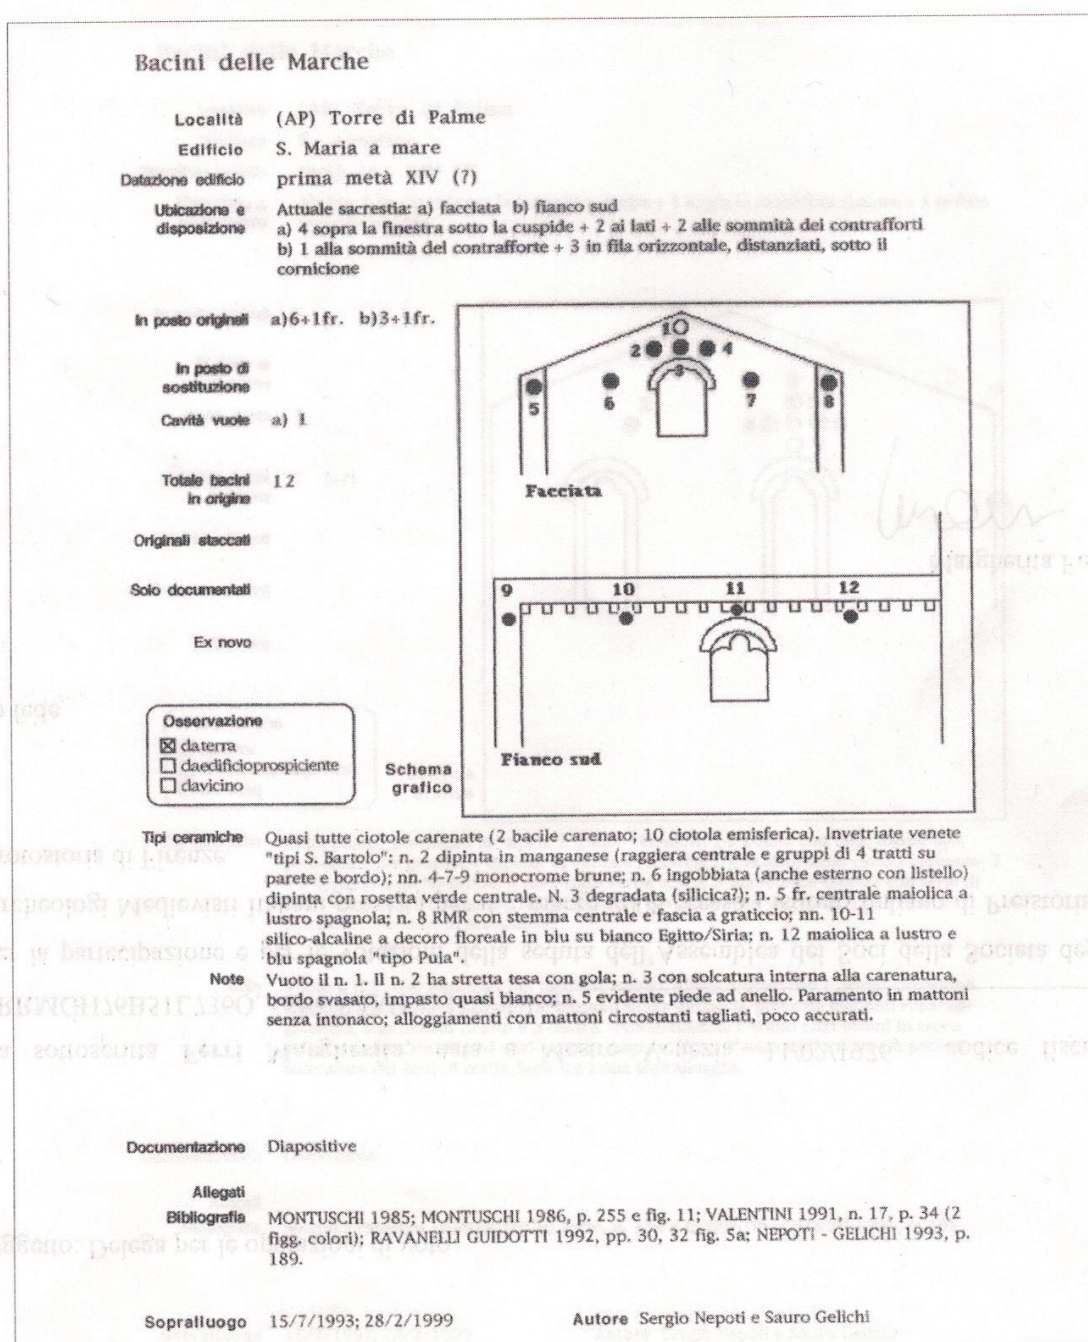 Bacini delle Marche
Località (AP) Torre di Palme
Edificio S. Maria a mare
Datazione edificio prima metà XIV (?)
Ubicazione e disposizione Attuale sacrestia: a) facciata b) fianco sud
a) 4 sopra la finestra sotto la cuspide + 2 ai lati + 2 alle sommità dei contrafforti
b) 1 alla sommità del contrafforte + 3 in fila orizzontale, distanziati, sotto il
cornicione
In posto originali a)6+1fr. b)3+1fr.
In posto di
sostituzione
Cavità vuote a) 1
Totale bacini 12
in origine
Originali staccati
Solo documentati
Ex novo
1
2 4
3
5 6 7 8
Facciata
9 10 11 12
Fianco sud
Osservazione
daterra
daedificioprospiciente
davicino
Schema
grafico
Tipi ceramiche Quasi tutte ciotole carenate (2 bacile carenato; 10 ciotola emisferica). Invetriate venete
"tipi S. Bartolo": n. 2 dipinta in manganese (raggiera centrale e gruppi di 4 tratti su
parete e bordo); nn. 4-7-9 monocrome brune; n. 6 ingobbiata (anche esterno con listello)
dipinta con rosetta verde centrale. N. 3 degradata (silicica?); n. 5 fr. centrale maiolica a
lustro spagnola; n. 8 RMR con stemma centrale e fascia a graticcio; nn. 10-11
silico-alcaline a decoro floreale in blu su bianco Egitto/Siria; n. 12 maiolica a lustro e
blu spagnola "tipo Pula".
Note Vuoto il n. 1. Il n. 2 ha stretta tesa con gola; n. 3 con solcatura interna alla carenatura,
bordo svasato, impasto quasi bianco; n. 5 evidente piede ad anello. Paramento in mattoni
senza intonaco; alloggiamenti con mattoni circostanti tagliati, poco accurati.
Documentazione Diapositive
Allegati
Bibliografia MONTUSCHI 1985; MONTUSCHI 1986, p. 255 e fig. 11; VALENTINI 1991, n. 17, p. 34 (2
figg. colori); RAVANELLI GUIDOTTI 1992, pp. 30, 32 fig. 5a; NEPOTI - GELICHI 1993, p.
189.
Sopralluogo 15/7/1993; 28/2/1999 Autore Sergio Nepoti e Sauro Gelichi